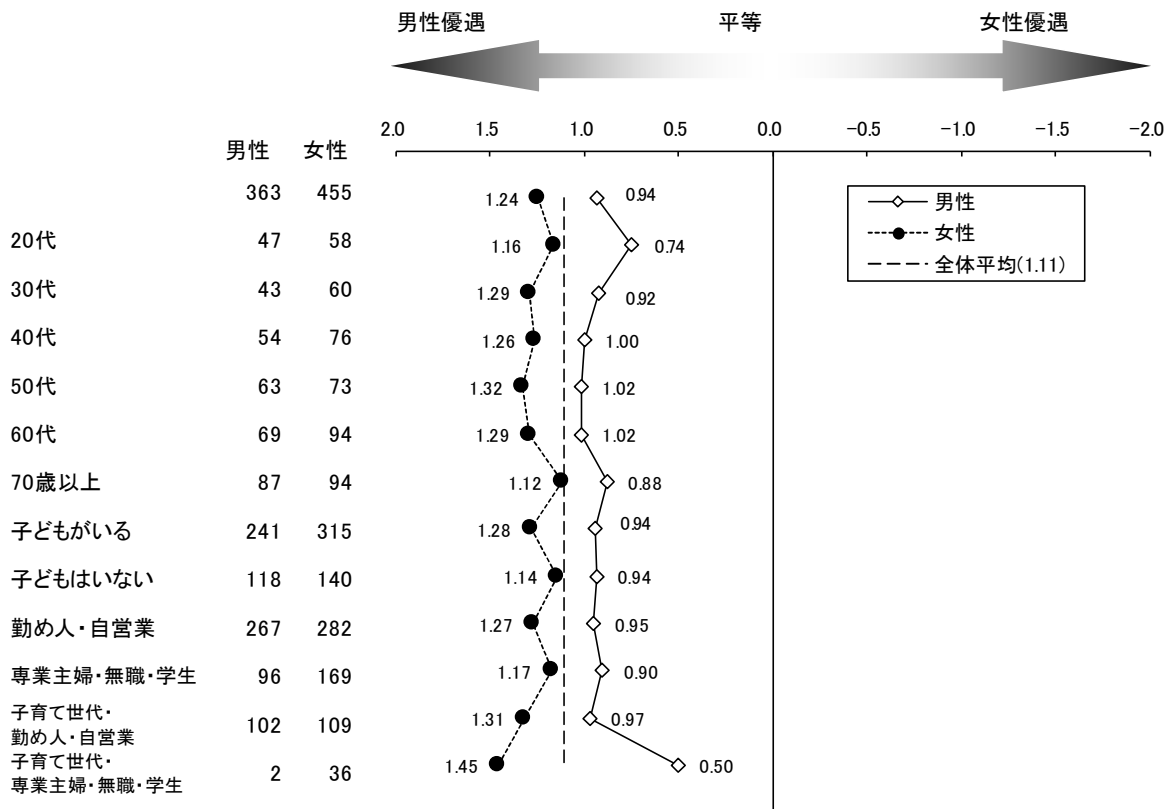 男性優遇 平等 女性優遇
2.0 1.5 1.0 0.5 0.0 −0.5 −1.0 −1.5 −2.0
男性 女性
363 455 1.24 0.94
男性
女性
全体平均(1.11)
20代 47 58 1.16 0.74
30代 43 60 1.29 0.92
40代 54 76 1.26 1.00
50代 63 73 1.32 1.02
60代 69 94 1.29 1.02
70歳以上 87 94 1.12 0.88
子どもがいる 241 315 1.28 0.94
子どもはいない 118 140 1.14 0.94
勤め人・自営業 267 282 1.27 0.95
専業主婦・無職・学生 96 169 1.17 0.90
子育て世代・
勤め人・自営業 102 109 1.31 0.97
子育て世代・
専業主婦・無職・学生 2 36 1.45 0.50